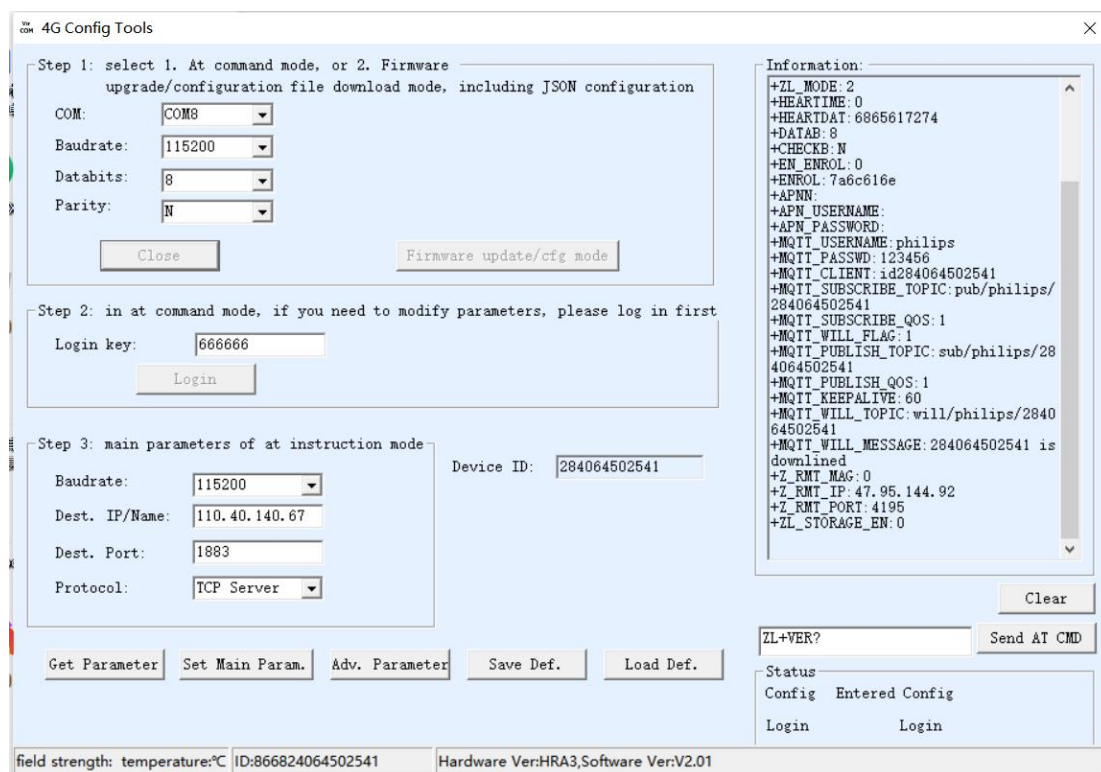 Vir COM 4G Config Tools
Step 1: select 1. At command mode, or 2. Firmware
upgrade/configuration file download mode, including JSON configuration
COM: COM8
Baudrate: 115200
Databits: 8
Parity: N
Close Firmware update/cfg mode
Step 2: in at command mode, if you need to modify parameters, please log in first
Login key: 666666
Login
Step 3: main parameters of at instruction mode
Baudrate: 115200
Dest. IP/Name: 110.40.140.67
Dest. Port: 1883
Protocol: TCP Server
Device ID: 284064502541
Get Parameter Set Main Param. Adv. Parameter Save Def. Load Def.
Information:
+ZL_MODE:2
+HEARTIME:0
+HEARTDAT:6865617274
+DATAB:8
+CHECKB:N
+EN_ENROL:0
+ENROL:7a6c616e
+APNN:
+APN_USERNAME:
+APN_PASSWORD:
+MQTT_USERNAME:philips
+MQTT_PASSWD:123456
+MQTT_CLIENT:id284064502541
+MQTT_SUBSCRIBE_TOPIC:pub/philips/
284064502541
+MQTT_SUBSCRIBE_QOS:1
+MQTT_WILL_FLAG:1
+MQTT_PUBLISH_TOPIC:sub/philips/28
4064502541
+MQTT_PUBLISH_QOS:1
+MQTT_KEEPALIVE:60
+MQTT_WILL_TOPIC:will/philips/2840
64502541
+MQTT_WILL_MESSAGE:284064502541 is
downlined
+Z_RMT_MAG:0
+Z_RMT_IP:47.95.144.92
+Z_RMT_PORT:4195
+ZL_STORAGE_EN:0
Clear
ZL+VER? Send AT CMD
Status
Config Entered Config
Login Login
field strength: temperature:℃ ID:866824064502541 Hardware Ver:HRA3,Software Ver:V2.01